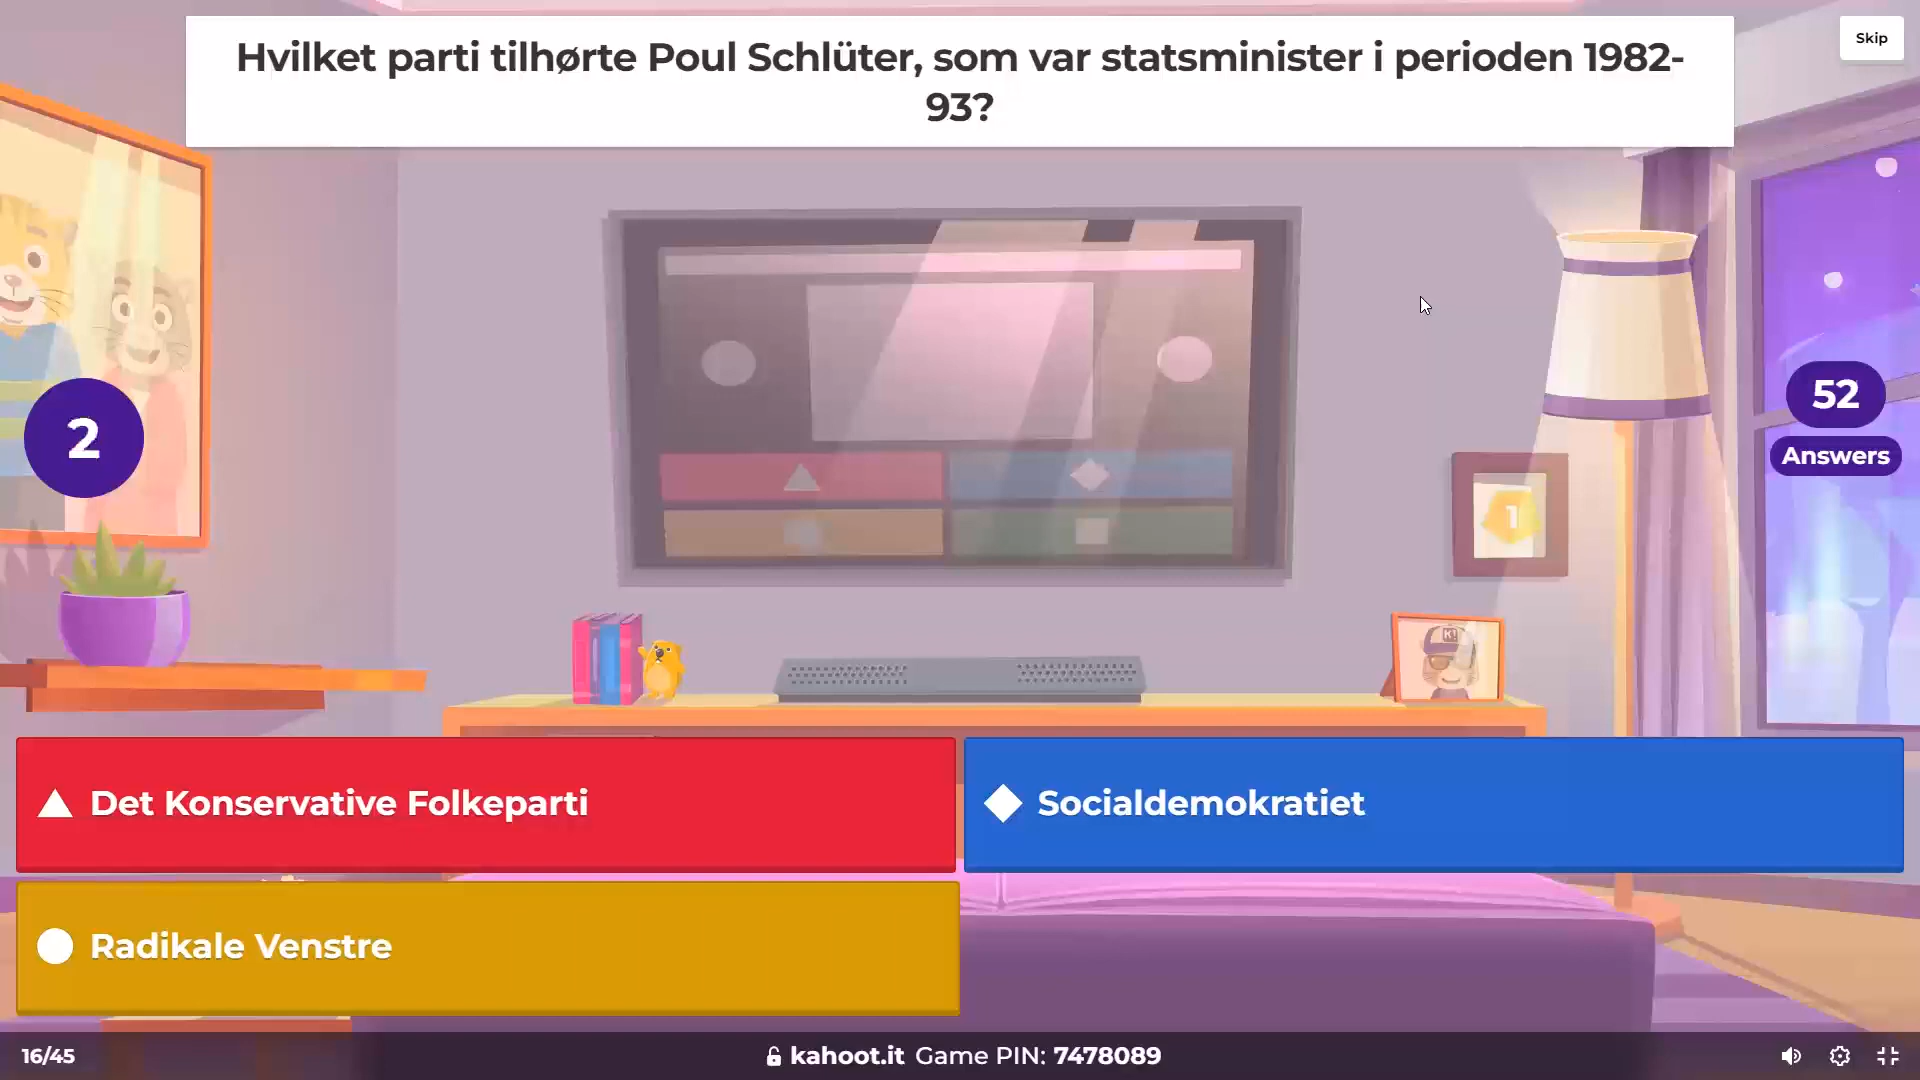 Hvilket parti tilhørte Poul Schlüter, som var statsminister i perioden 1982-
93?
Skip
2
52
Answers
1
K!
Det Konservative Folkeparti
Socialdemokratiet
Radikale Venstre
16/45
kahoot.it Game PIN: 7478089